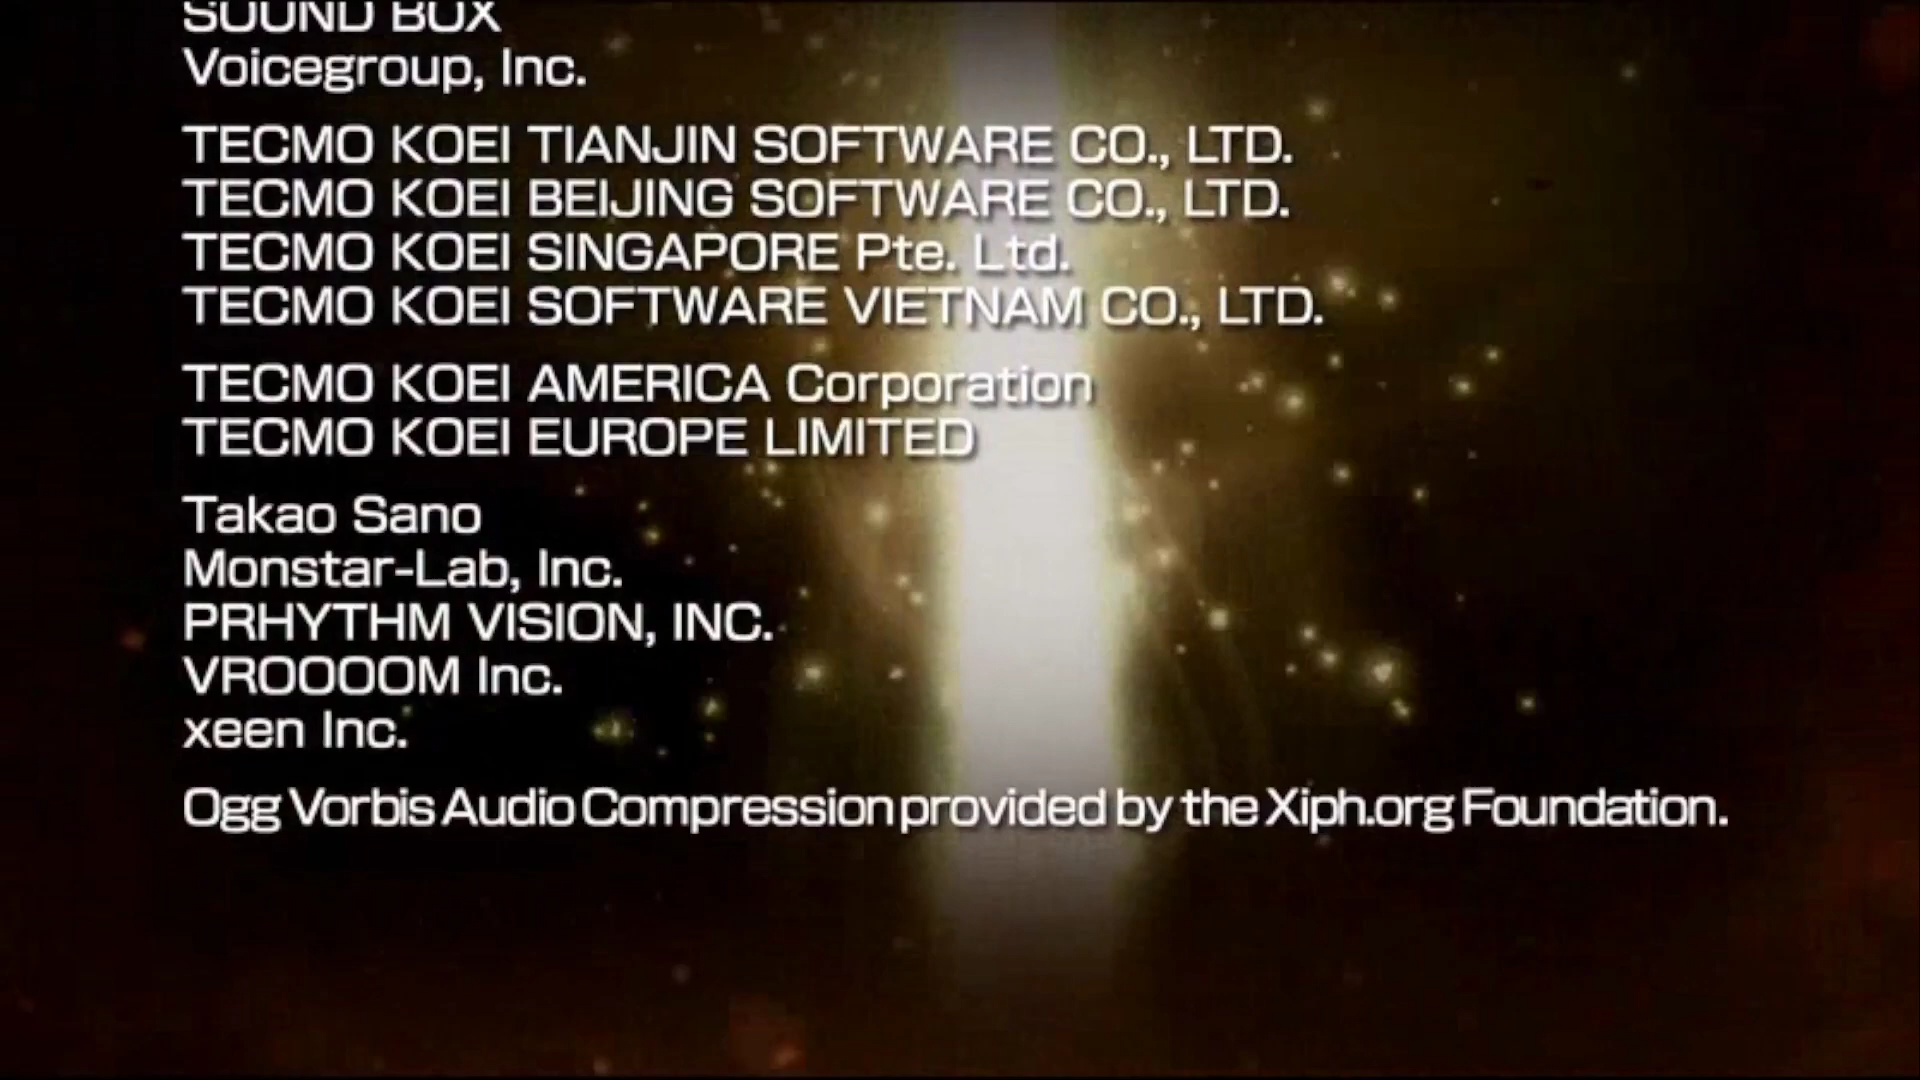 SOUND BOX
Voicegroup, Inc.
TECMO KOEI TIANJIN SOFTWARE CO., LTD.
TECMO KOEI BEIJING SOFTWARE CO., LTD.
TECMO KOEI SINGAPORE Pte. Ltd.
TECMO KOEI SOFTWARE VIETNAM CO., LTD.
TECMO KOEI AMERICA Corporation
TECMO KOEI EUROPE LIMITED
Takao Sano
Monstar-Lab, Inc.
PRHYTHM VISION, INC.
VROOOOM Inc.
xeen Inc.
Ogg Vorbis Audio Compression provided by the Xiph.org Foundation.